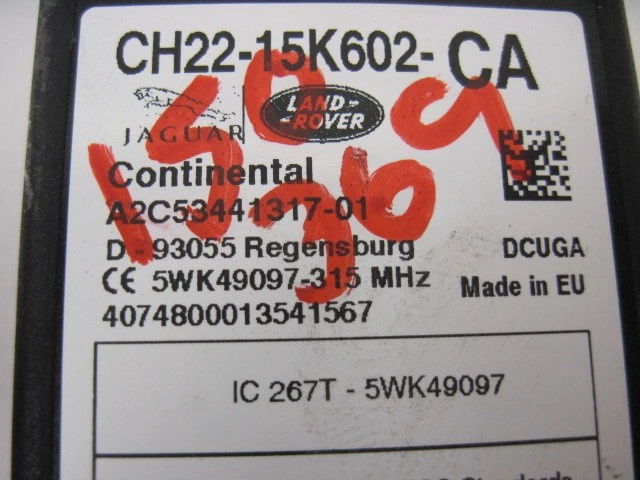 CH22-15K602-CA
JAGUAR LAND-ROVER
Continental
A2C53441317-01
D - 93055 Regensburg DCUGA
CE 5WK49097-315 MHz Made in EU
4074800013541567
IC 267T - 5WK49097
Standards